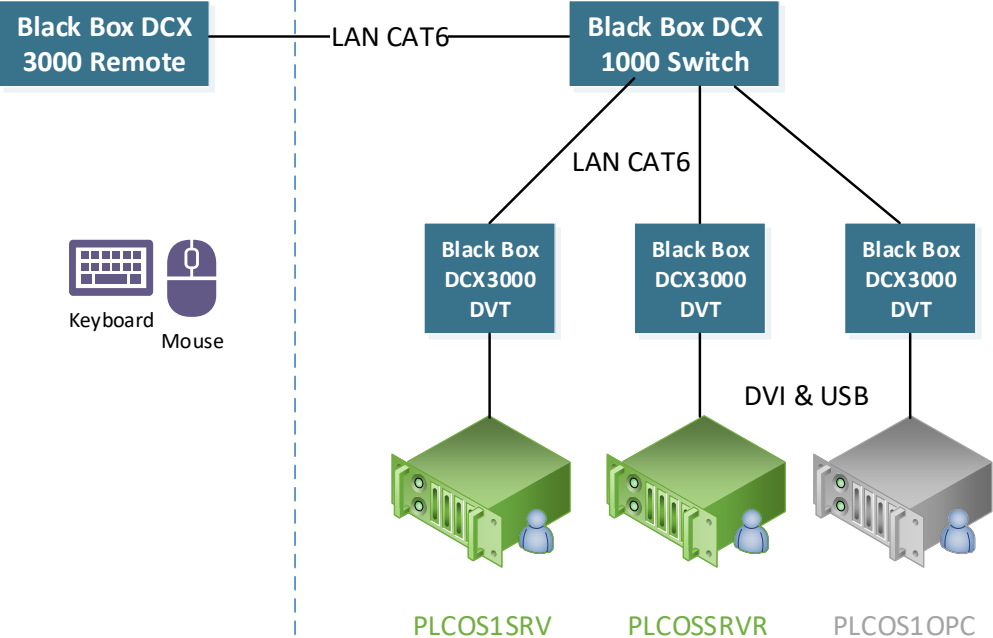 Black Box DCX
3000 Remote
LAN CAT6
Black Box DCX
1000 Switch
LAN CAT6
Black Box
DCX3000
DVT
Black Box
DCX3000
DVT
Black Box
DCX3000
DVT
Keyboard
Mouse
DVI & USB
PLCOS1SRV
PLCOSSRVR
PLCOS1OPC